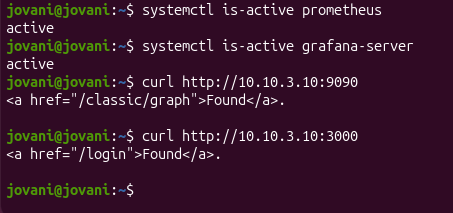 jovani@jovani:~$ systemctl is-active prometheus
active
jovani@jovani:~$ systemctl is-active grafana-server
active
jovani@jovani:~$ curl http://10.10.3.10:9090
<a href="/classic/graph">Found</a>.
jovani@jovani:~$ curl http://10.10.3.10:3000
<a href="/login">Found</a>.
jovani@jovani:~$